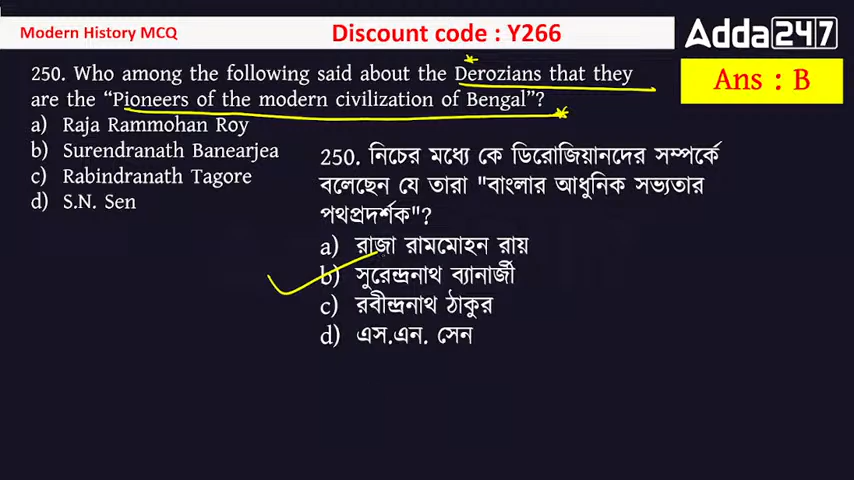 Modern History MCQ
Discount code : Y266
Adda247
250. Who among the following said about the Derozians that they
are the “Pioneers of the modern civilization of Bengal”?
Ans : B
a) Raja Rammohan Roy
b) Surendranath Banearjea
c) Rabindranath Tagore
d) S.N. Sen
250. নিচের মধ্যে কে ডিরোজিয়ানদের সম্পর্কে
বলেছেন যে তারা "বাংলার আধুনিক সভ্যতার
পথপ্রদর্শক"?
a) রাজা রামমোহন রায়
b) সুরেন্দ্রনাথ ব্যানার্জী
c) রবীন্দ্রনাথ ঠাকুর
d) এস.এন. সেন